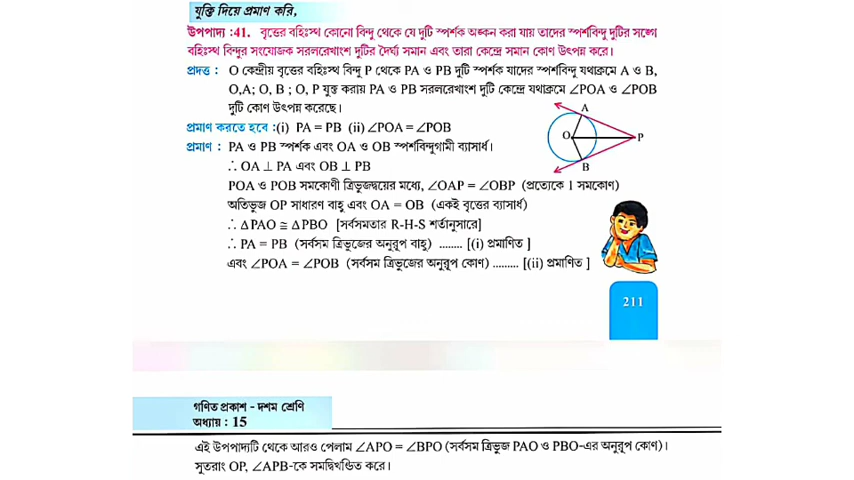 যুক্তি দিয়ে প্রমাণ করি,
উপপাদ্য :41. বৃত্তের বহিঃস্থ কোনো বিন্দু থেকে যে দুটি স্পর্শক অঙ্কন করা যায় তাদের স্পর্শবিন্দু দুটির সঙ্গে
বহিঃস্থ বিন্দুর সংযোজক সরলরেখাংশ দুটির দৈর্ঘ্য সমান এবং তারা কেন্দ্রে সমান কোণ উৎপন্ন করে।
প্রদত্ত : O কেন্দ্রীয় বৃত্তের বহিঃস্থ বিন্দু P থেকে PA ও PB দুটি স্পর্শক যাদের স্পর্শবিন্দু যথাক্রমে A ও B,
O,A; O, B ; O, P যুক্ত করায় PA ও PB সরলরেখাংশ দুটি কেন্দ্রে যথাক্রমে ∠POA ও ∠POB
দুটি কোণ উৎপন্ন করেছে।
প্রমাণ করতে হবে :(i) PA = PB (ii) ∠POA = ∠POB
প্রমাণ : PA ও PB স্পর্শক এবং OA ও OB স্পর্শবিন্দুগামী ব্যাসার্ধ।
∴ OA ⊥ PA এবং OB ⊥ PB
POA ও POB সমকোণী ত্রিভুজদ্বয়ের মধ্যে, ∠OAP = ∠OBP (প্রত্যেকে 1 সমকোণ)
অতিভুজ OP সাধারণ বাহু এবং OA = OB (একই বৃত্তের ব্যাসার্ধ)
∴ ΔPAO ≅ ΔPBO [সর্বসমতার R-H-S শর্তানুসারে]
∴ PA = PB (সর্বসম ত্রিভুজের অনুরূপ বাহু) ........ [(i) প্রমাণিত ]
এবং ∠POA = ∠POB (সর্বসম ত্রিভুজের অনুরূপ কোণ) ......... [(ii) প্রমাণিত ]
A
O
P
B
211
গণিত প্রকাশ - দশম শ্রেণি
অধ্যায় : 15
এই উপপাদ্যটি থেকে আরও পেলাম ∠APO = ∠BPO (সর্বসম ত্রিভুজ PAO ও PBO-এর অনুরূপ কোণ)।
সুতরাং OP, ∠APB-কে সমদ্বিখণ্ডিত করে।